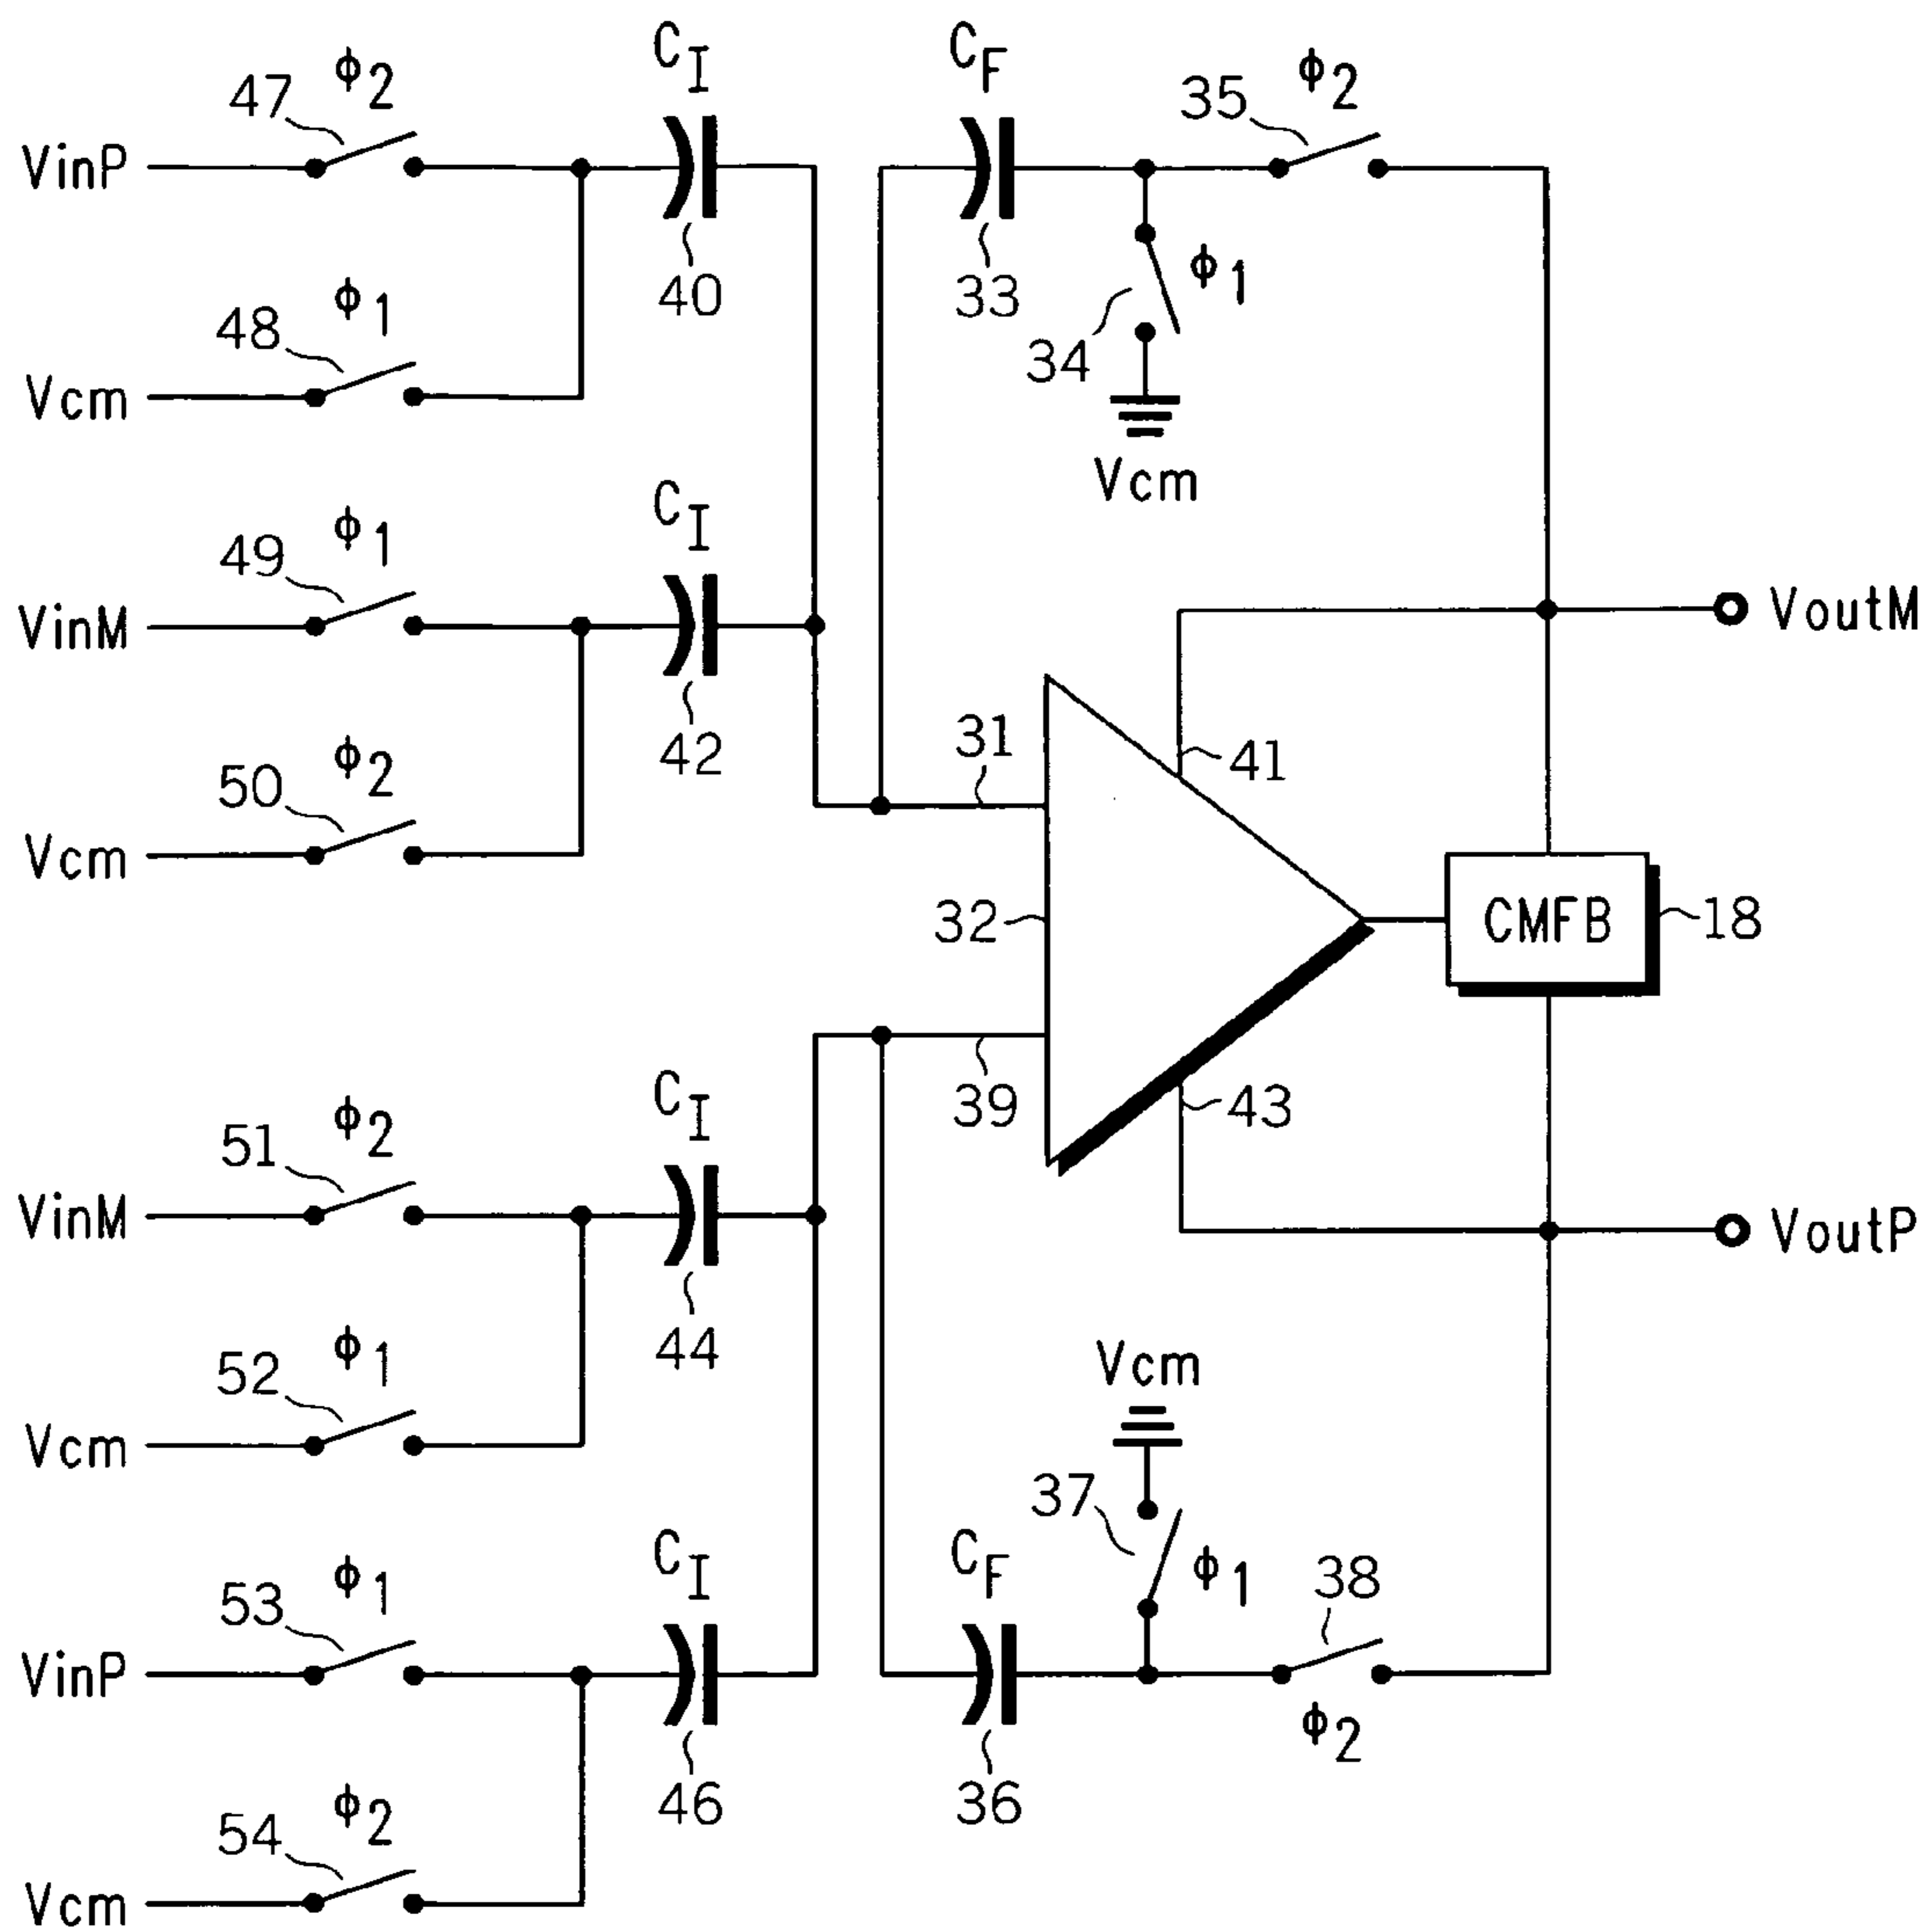 C_I
C_F
ϕ2
47
35
ϕ2
VinP
40
33
ϕ1
34
ϕ1
48
Vcm
Vcm
C_I
ϕ1
49
VinM
VoutM
42
31
41
ϕ2
50
Vcm
32
CMFB
18
C_I
39
43
ϕ2
51
VinM
VoutP
44
Vcm
ϕ1
52
Vcm
37
C_I
C_F
ϕ1
38
ϕ1
53
VinP
ϕ2
46
36
ϕ2
54
Vcm